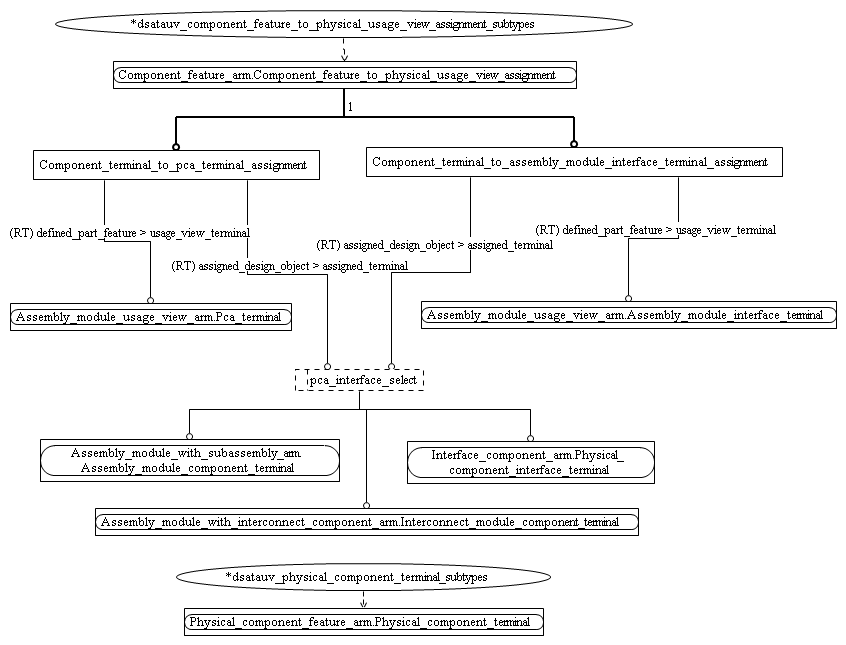 *dsatauv_component_feature_to_physical_usage_view_assignment_subtypes
Component_feature_arm.Component_feature_to_physical_usage_view_assignment
1
Component_terminal_to_pca_terminal_assignment
Component_terminal_to_assembly_module_interface_terminal_assignment
(RT) defined_part_feature > usage_view_terminal
(RT) defined_part_feature > usage_view_terminal
(RT) assigned_design_object > assigned_terminal
(RT) assigned_design_object > assigned_terminal
Assembly_module_usage_view_arm.Pca_terminal
Assembly_module_usage_view_arm.Assembly_module_interface_terminal
pca_interface_select
Assembly_module_with_subassembly_arm.
Assembly_module_component_terminal
Interface_component_arm.Physical_
component_interface_terminal
Assembly_module_with_interconnect_component_arm.Interconnect_module_component_terminal
*dsatauv_physical_component_terminal_subtypes
Physical_component_feature_arm.Physical_component_terminal